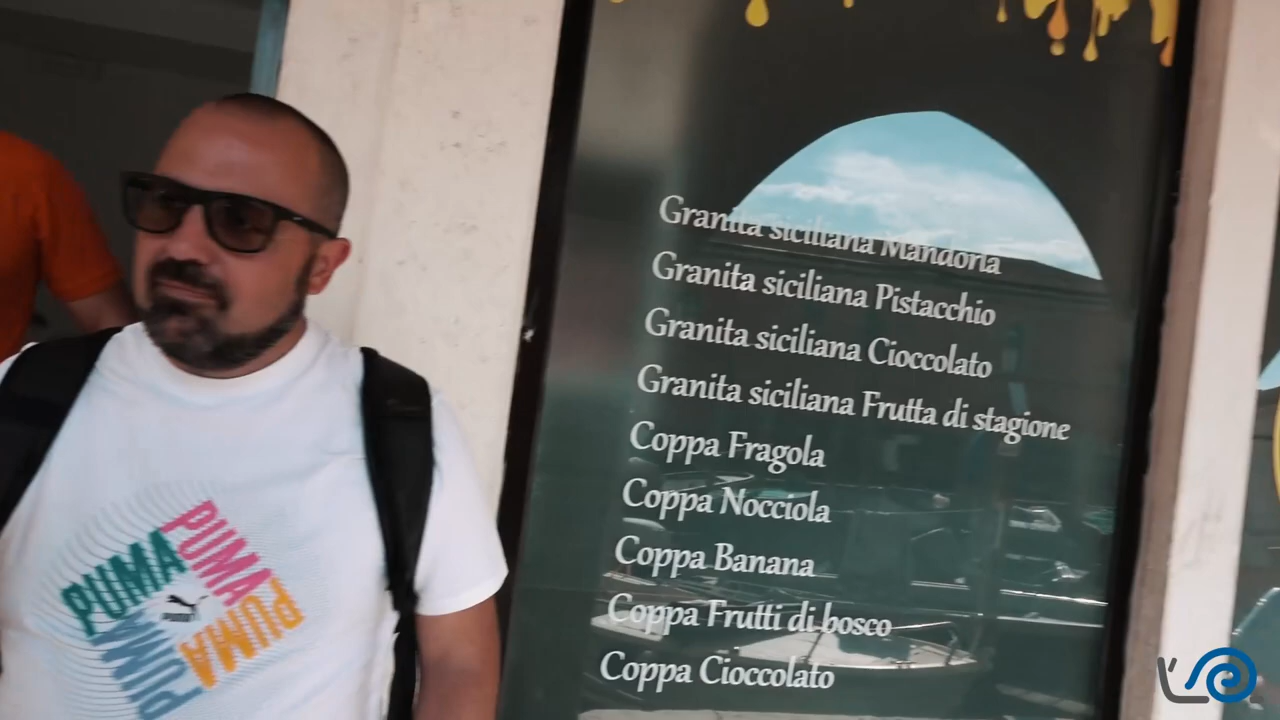 Granita siciliana Mandorla
Granita siciliana Pistacchio
Granita siciliana Cioccolato
Granita siciliana Frutta di stagione
Coppa Fragola
Coppa Nocciola
Coppa Banana
Coppa Frutti di bosco
Coppa Cioccolato
PUMA
PUMA
PUMA
PUMA